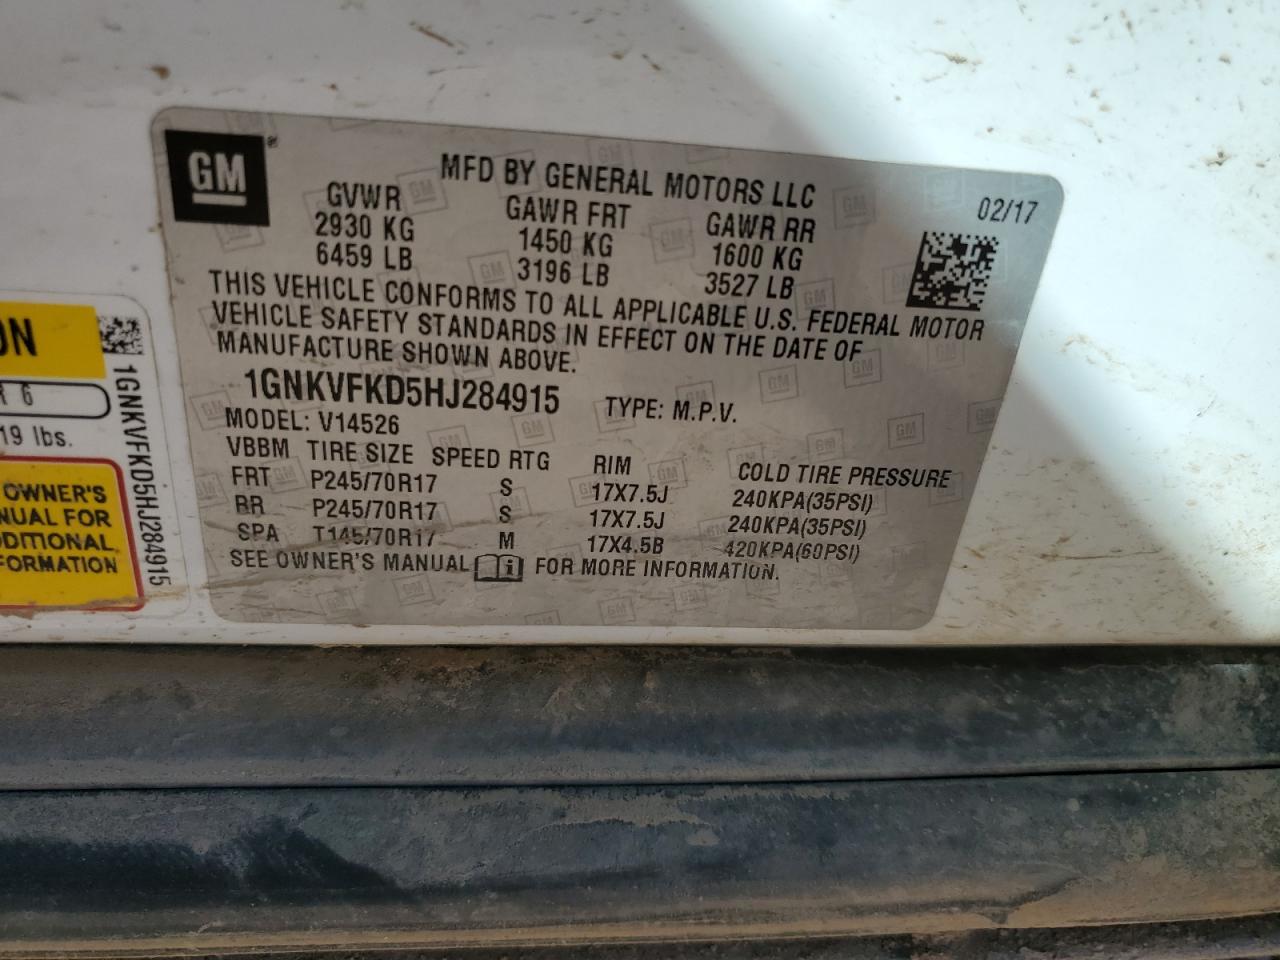 GM
MFD BY GENERAL MOTORS LLC
02/17
GVWR GAWR FRT GAWR RR
2930 KG 1450 KG 1600 KG
6459 LB 3196 LB 3527 LB
THIS VEHICLE CONFORMS TO ALL APPLICABLE U.S. FEDERAL MOTOR
VEHICLE SAFETY STANDARDS IN EFFECT ON THE DATE OF
MANUFACTURE SHOWN ABOVE.
1GNKVFKD5HJ284915 TYPE: M.P.V.
MODEL: V14526
VBBM TIRE SIZE SPEED RTG RIM COLD TIRE PRESSURE
FRT P245/70R17 S 17X7.5J 240KPA(35PSI)
RR P245/70R17 S 17X7.5J 240KPA(35PSI)
SPA T145/70R17 M 17X4.5B 420KPA(60PSI)
SEE OWNER'S MANUAL i FOR MORE INFORMATION.
ON
R 6
19 lbs.
OWNER'S
NUAL FOR
DDITIONAL
FORMATION
1GNKVFKD5HJ284915